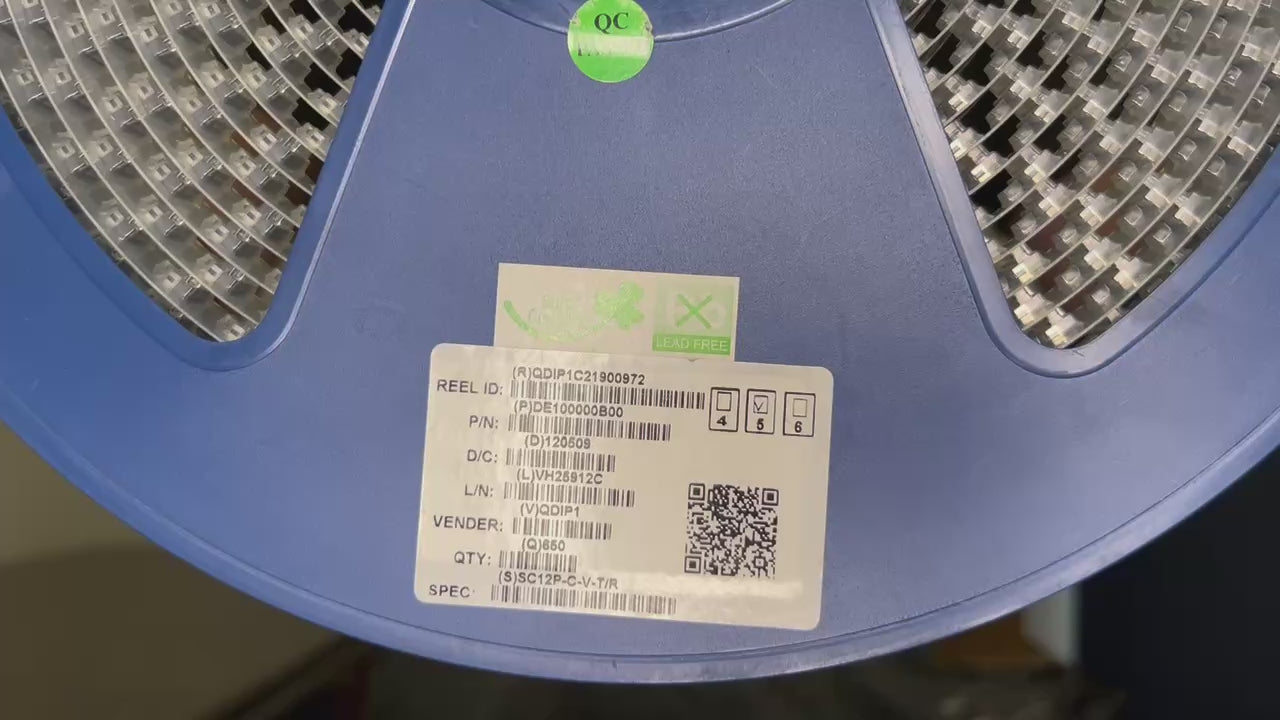 QC
LEAD FREE
(R)QDIP1C21900972
REEL ID:
(P)DE100000B00
P/N:
(D)120509
D/C:
(L)VH25912C
L/N:
(V)QDIP1
VENDER:
(Q)650
QTY:
(S)SC12P-C-V-T/R
SPEC:
4 5 6